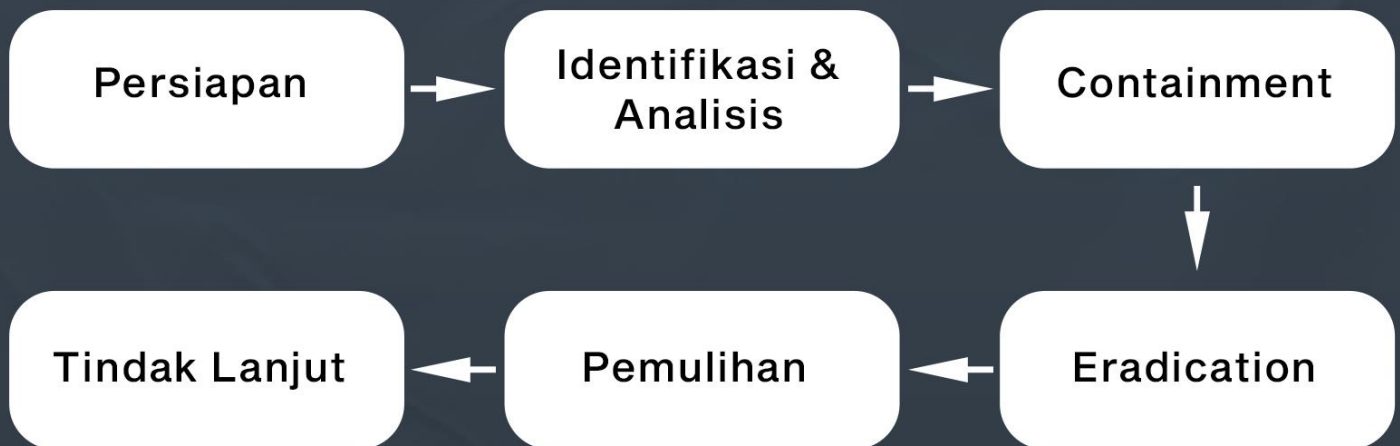 Persiapan
Identifikasi &
Analisis
Containment
Eradication
Pemulihan
Tindak Lanjut